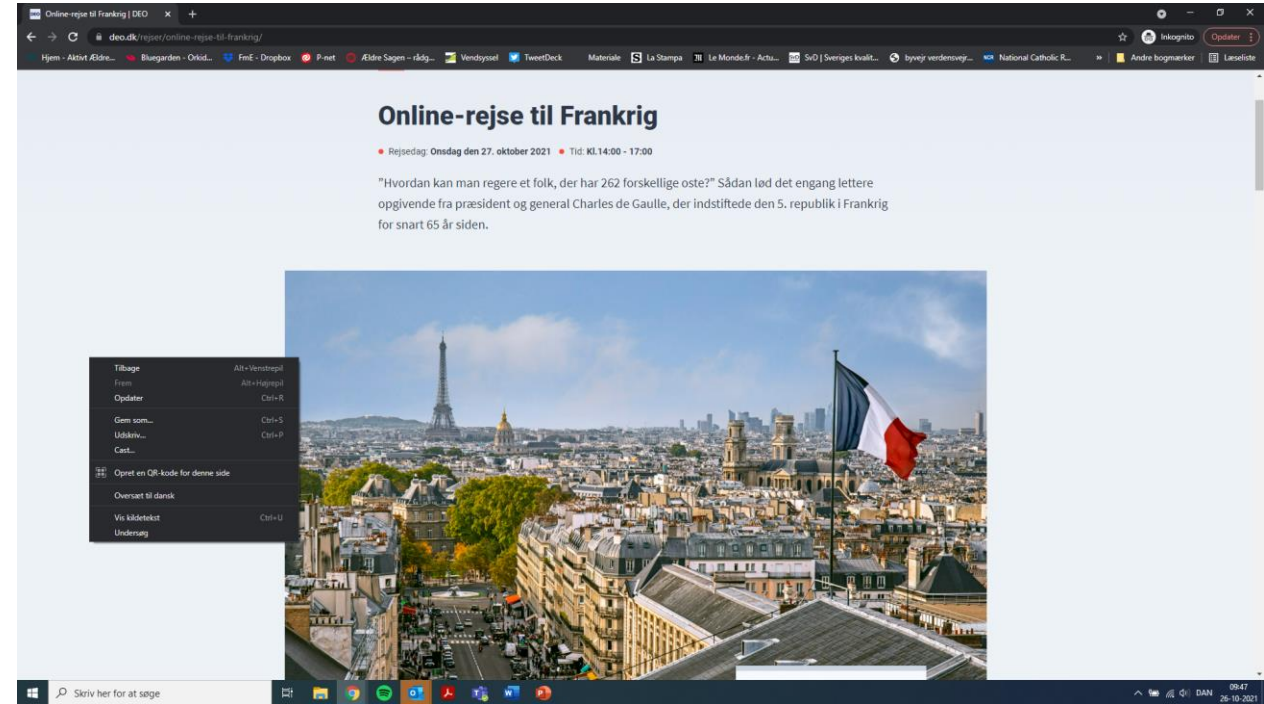 Online-rejse til Frankrig | DEO
deo.dk/rejser/online-rejse-til-frankrig/
Inkognito
Opdater
Hjem - Aktivt Ældre...
Bluegarden - Orkid...
FmE - Dropbox
P-net
Ældre Sagen – rådg...
Vendsyssel
TweetDeck
Materiale
La Stampa
Le Monde.fr - Actu...
SvD | Sveriges kvalit...
byvejr verdensvejr...
National Catholic R...
»
Andre bogmærker
Læseliste
Online-rejse til Frankrig
Rejsedag: Onsdag den 27. oktober 2021 • Tid: Kl.14:00 - 17:00
"Hvordan kan man regere et folk, der har 262 forskellige oste?" Sådan lød det engang lettere
opgivende fra præsident og general Charles de Gaulle, der indstiftede den 5. republik i Frankrig
for snart 65 år siden.
Tilbage Alt+Venstrepil
Frem Alt+Højrepil
Opdater Ctrl+R
Gem som... Ctrl+S
Udskriv... Ctrl+P
Cast...
Opret en QR-kode for denne side
Oversæt til dansk
Vis kildetekst Ctrl+U
Undersøg
Skriv her for at søge
DAN
09:47
26-10-2021